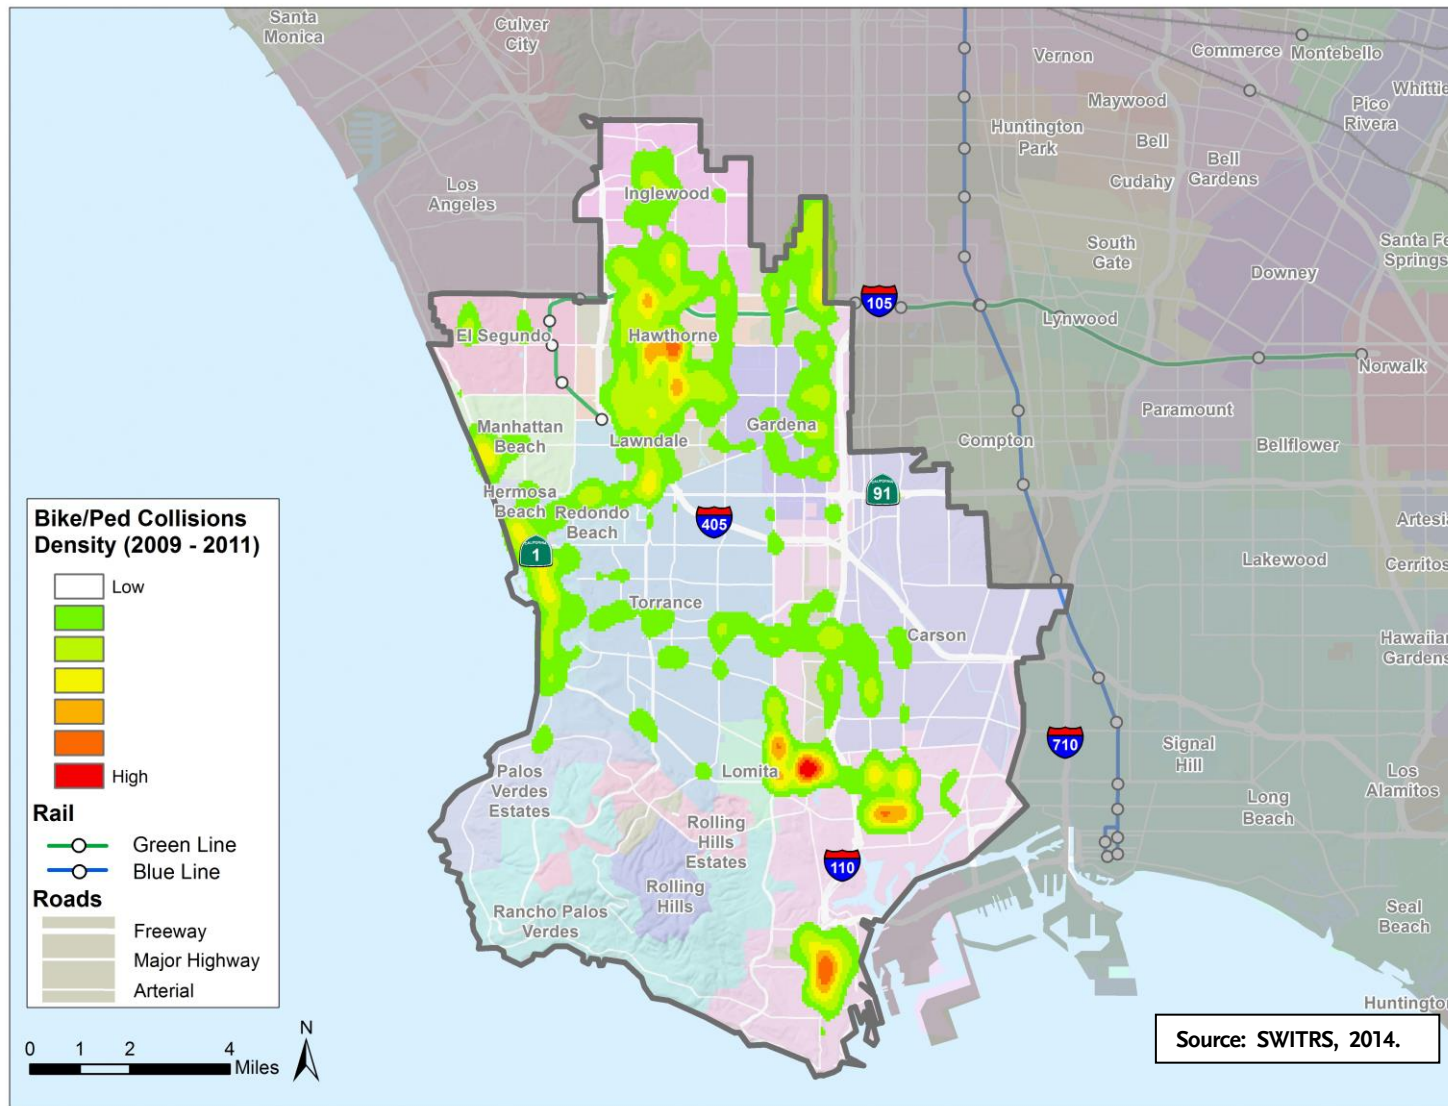 Santa
Monica
Culver
City
Vernon
Commerce
Montebello
Whittie
Maywood
Pico
Rivera
Huntington
Park
Bell
Bell
Gardens
Cudahy
Los
Angeles
Inglewood
South
Gate
Santa Fe
Springs
Downey
105
Lynwood
El Segundo
Hawthorne
Norwalk
Paramount
Manhattan
Beach
Lawndale
Gardena
Compton
Bellflower
Hermosa
Beach
Redondo
Beach
91
405
Artesia
1
Lakewood
Cerritos
Torrance
Carson
Hawaiian
Gardens
710
Signal
Hill
Palos
Verdes
Estates
Lomita
Los
Alamitos
Long
Beach
Rolling
Hills
Estates
110
Rolling
Hills
Rancho Palos
Verdes
Seal
Beach
Huntington
Bike/Ped Collisions
Density (2009 - 2011)
Low
High
Rail
Green Line
Blue Line
Roads
Freeway
Major Highway
Arterial
0 1 2 4
Miles
N
Source: SWITRS, 2014.